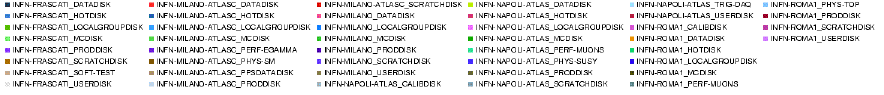 INFN-FRASCATI_DATADISK INFN-MILANO-ATLASC_DATADISK INFN-MILANO-ATLASC_SCRATCHDISK INFN-NAPOLI-ATLAS_DATADISK INFN-NAPOLI-ATLAS_TRIG-DAQ INFN-ROMA1_PHYS-TOP
INFN-FRASCATI_HOTDISK INFN-MILANO-ATLASC_HOTDISK INFN-MILANO_DATADISK INFN-NAPOLI-ATLAS_HOTDISK INFN-NAPOLI-ATLAS_USERDISK INFN-ROMA1_PRODDISK
INFN-FRASCATI_LOCALGROUPDISK INFN-MILANO-ATLASC_LOCALGROUPDISK INFN-MILANO_LOCALGROUPDISK INFN-NAPOLI-ATLAS_LOCALGROUPDISK INFN-ROMA1_CALIBDISK INFN-ROMA1_SCRATCHDISK
INFN-FRASCATI_MCDISK INFN-MILANO-ATLASC_MCDISK INFN-MILANO_MCDISK INFN-NAPOLI-ATLAS_MCDISK INFN-ROMA1_DATADISK INFN-ROMA1_USERDISK
INFN-FRASCATI_PRODDISK INFN-MILANO-ATLASC_PERF-EGAMMA INFN-MILANO_PRODDISK INFN-NAPOLI-ATLAS_PERF-MUONS INFN-ROMA1_HOTDISK
INFN-FRASCATI_SCRATCHDISK INFN-MILANO-ATLASC_PHYS-SM INFN-MILANO_SCRATCHDISK INFN-NAPOLI-ATLAS_PHYS-SUSY INFN-ROMA1_LOCALGROUPDISK
INFN-FRASCATI_SOFT-TEST INFN-MILANO-ATLASC_PPSDATADISK INFN-MILANO_USERDISK INFN-NAPOLI-ATLAS_PRODDISK INFN-ROMA1_MCDISK
INFN-FRASCATI_USERDISK INFN-MILANO-ATLASC_PRODDISK INFN-NAPOLI-ATLAS_CALIBDISK INFN-NAPOLI-ATLAS_SCRATCHDISK INFN-ROMA1_PERF-MUONS